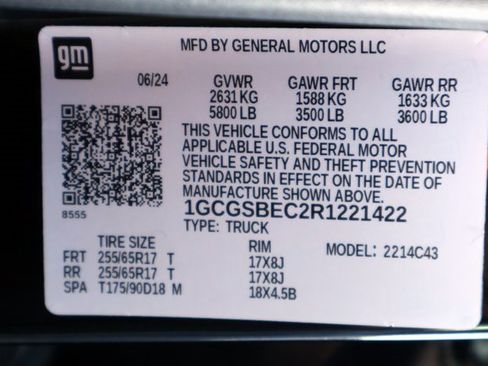 gm
MFD BY GENERAL MOTORS LLC
06/24 GVWR GAWR FRT GAWR RR
2631 KG 1588 KG 1633 KG
5800 LB 3500 LB 3600 LB
THIS VEHICLE CONFORMS TO ALL
APPLICABLE U.S. FEDERAL MOTOR
VEHICLE SAFETY AND THEFT PREVENTION
STANDARDS IN EFFECT ON THE DATE OF
MANUFACTURE SHOWN ABOVE.
8555
1GCGSBEC2R1221422
TYPE: TRUCK
TIRE SIZE RIM MODEL: 2214C43
FRT 255/65R17 T 17X8J
RR 255/65R17 T 17X8J
SPA T175/90D18 M 18X4.5B